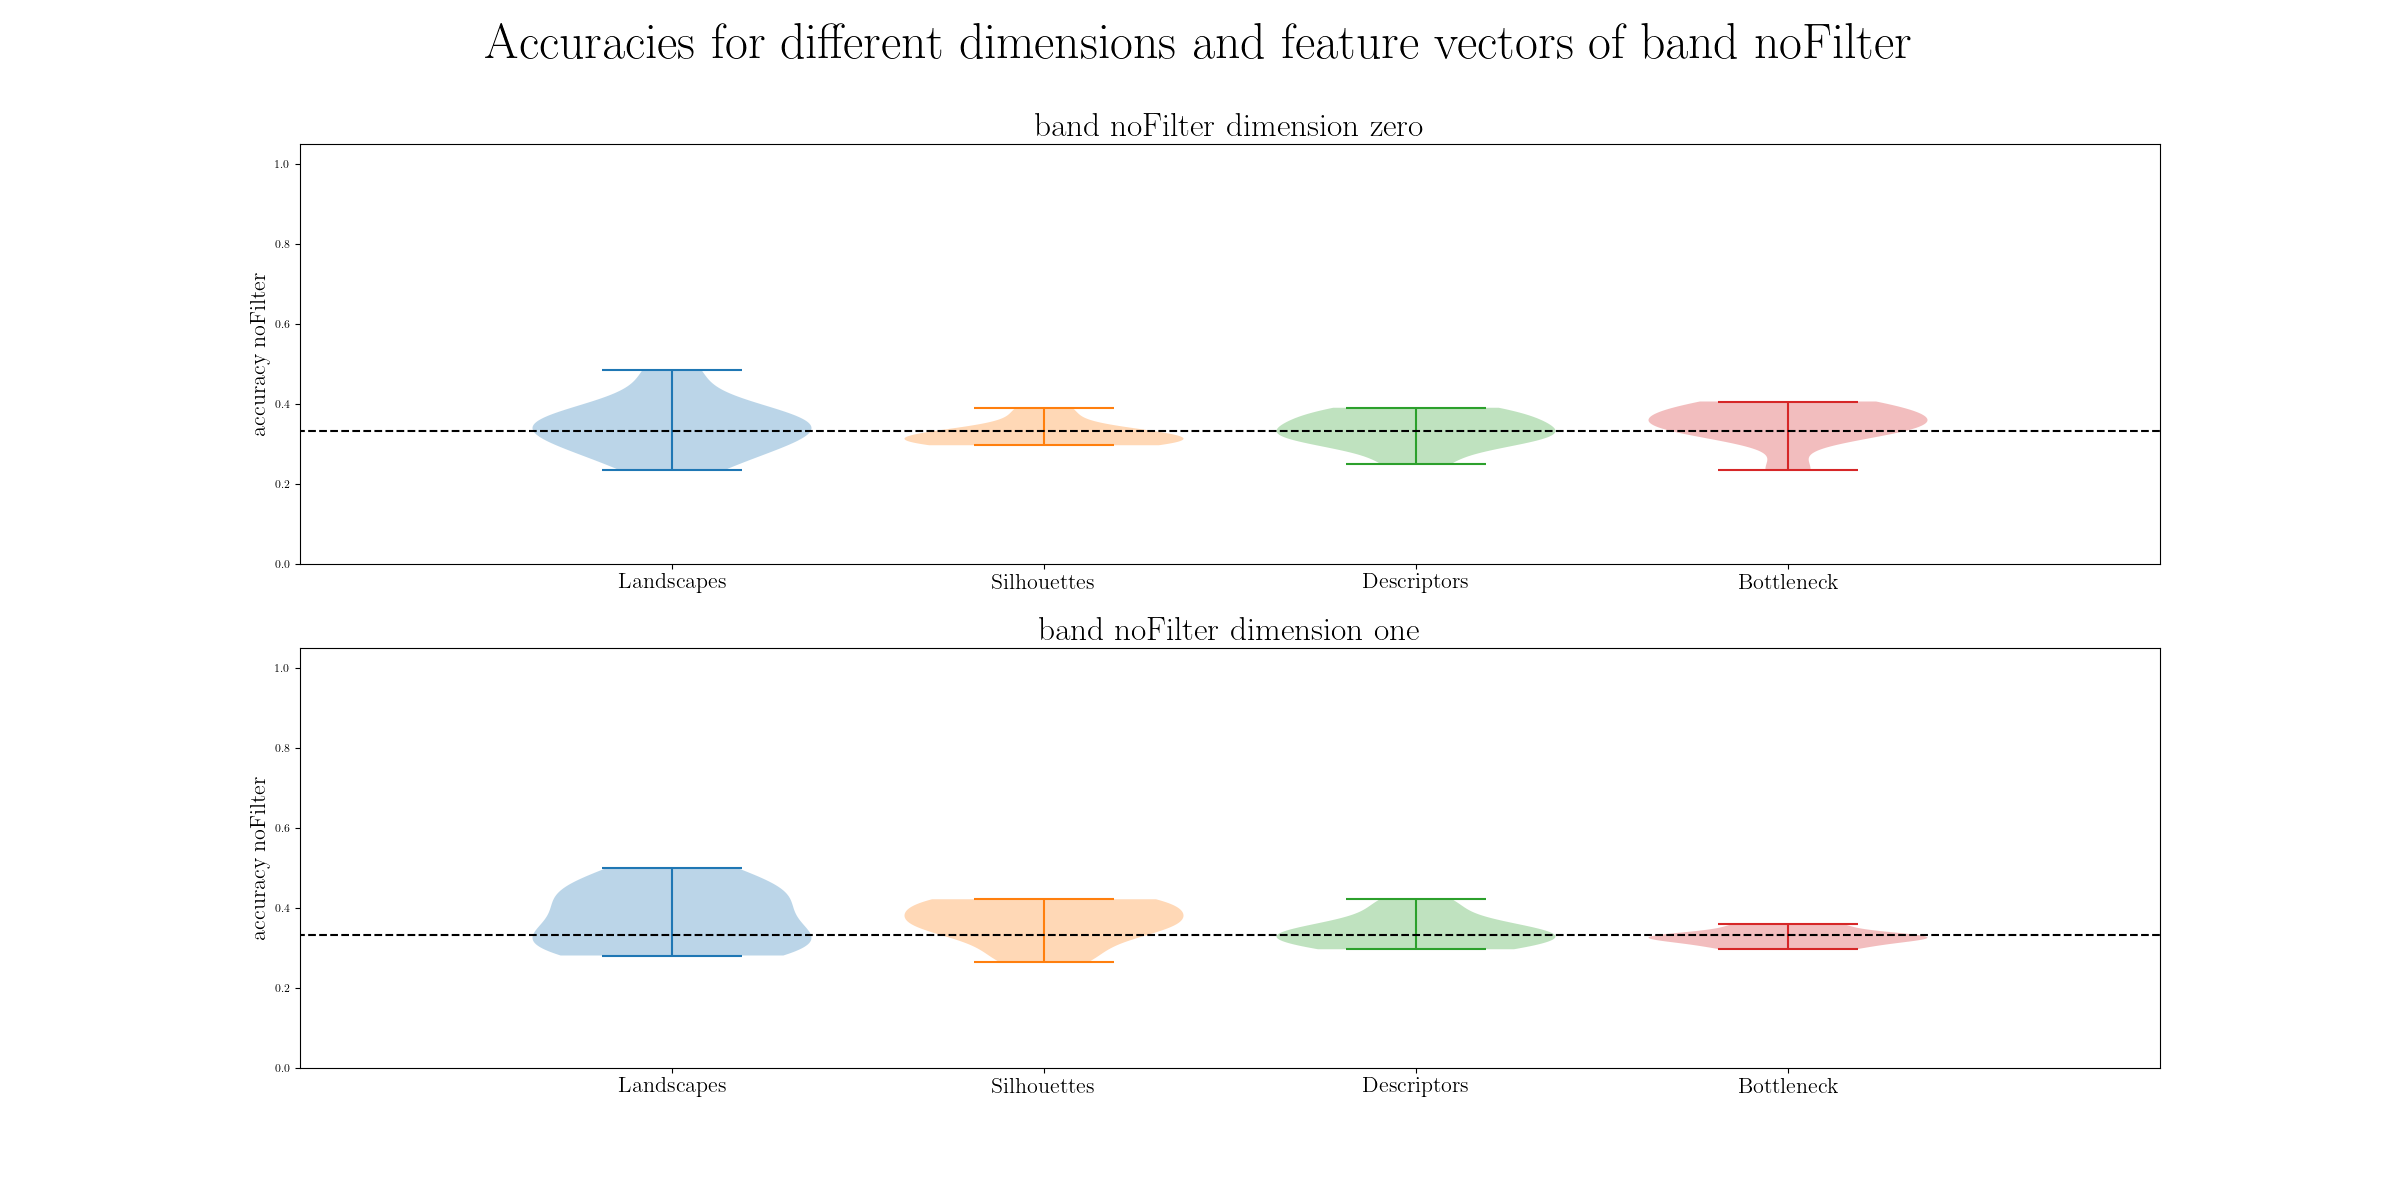 Accuracies for different dimensions and feature vectors of band noFilter
band noFilter dimension zero
accuracy noFilter
1.0
0.8
0.6
0.4
0.2
0.0
Landscapes Silhouettes Descriptors Bottleneck
band noFilter dimension one
accuracy noFilter
1.0
0.8
0.6
0.4
0.2
0.0
Landscapes Silhouettes Descriptors Bottleneck